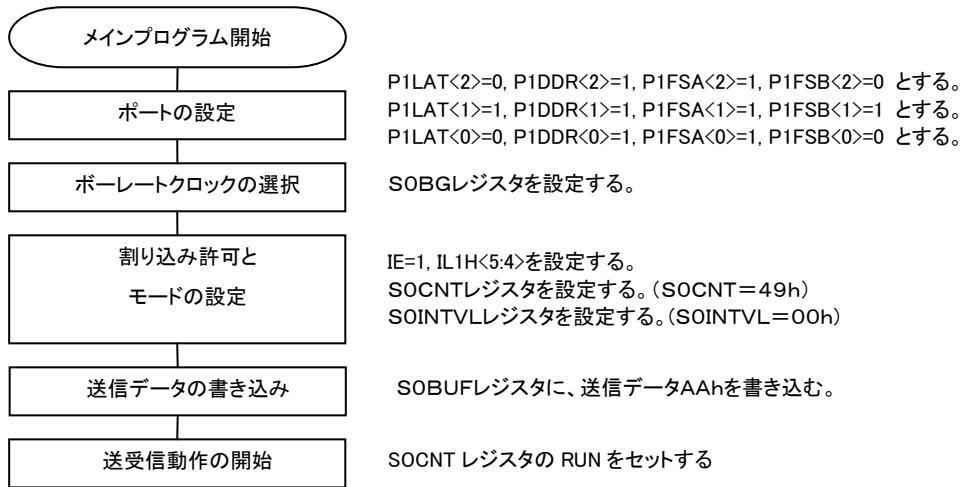 メインプログラム開始
ポートの設定
P1LAT<2>=0, P1DDR<2>=1, P1FSA<2>=1, P1FSB<2>=0 とする。
P1LAT<1>=1, P1DDR<1>=1, P1FSA<1>=1, P1FSB<1>=1 とする。
P1LAT<0>=0, P1DDR<0>=1, P1FSA<0>=1, P1FSB<0>=0 とする。
ボーレートクロックの選択
S0BGレジスタを設定する。
割り込み許可と
モードの設定
IE=1, IL1H<5:4>を設定する。
S0CNTレジスタを設定する。(S0CNT=49h)
S0INTVLレジスタを設定する。(S0INTVL=00h)
送信データの書き込み
S0BUFレジスタに、送信データAAhを書き込む。
送受信動作の開始
S0CNT レジスタの RUN をセットする